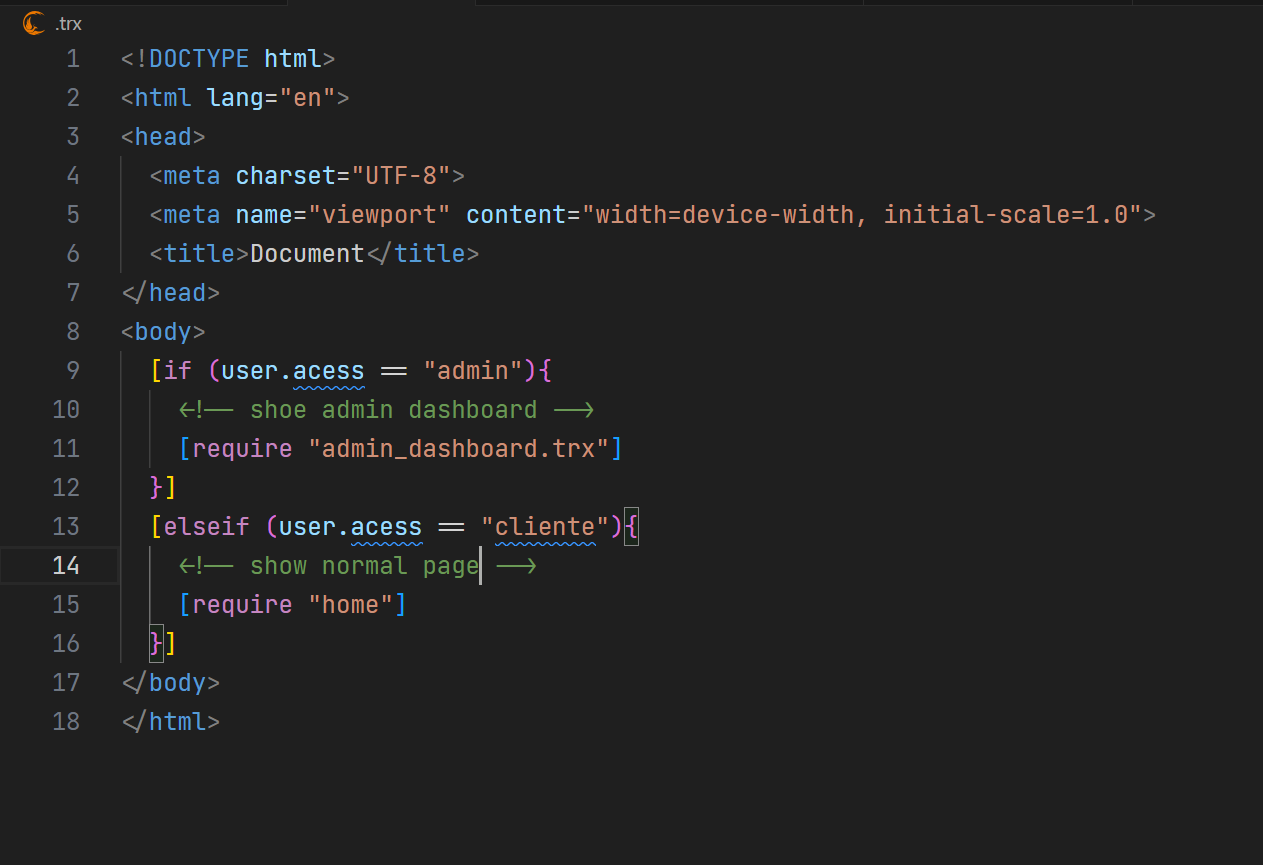 .trx
1 <!DOCTYPE html>
2 <html lang="en">
3 <head>
4   <meta charset="UTF-8">
5   <meta name="viewport" content="width=device-width, initial-scale=1.0">
6   <title>Document</title>
7 </head>
8 <body>
9   [if (user.acess == "admin"){
10     <!-- shoe admin dashboard -->
11     [require "admin_dashboard.trx"]
12   }]
13   [elseif (user.acess == "cliente"){
14     <!-- show normal page -->
15     [require "home"]
16   }]
17 </body>
18 </html>